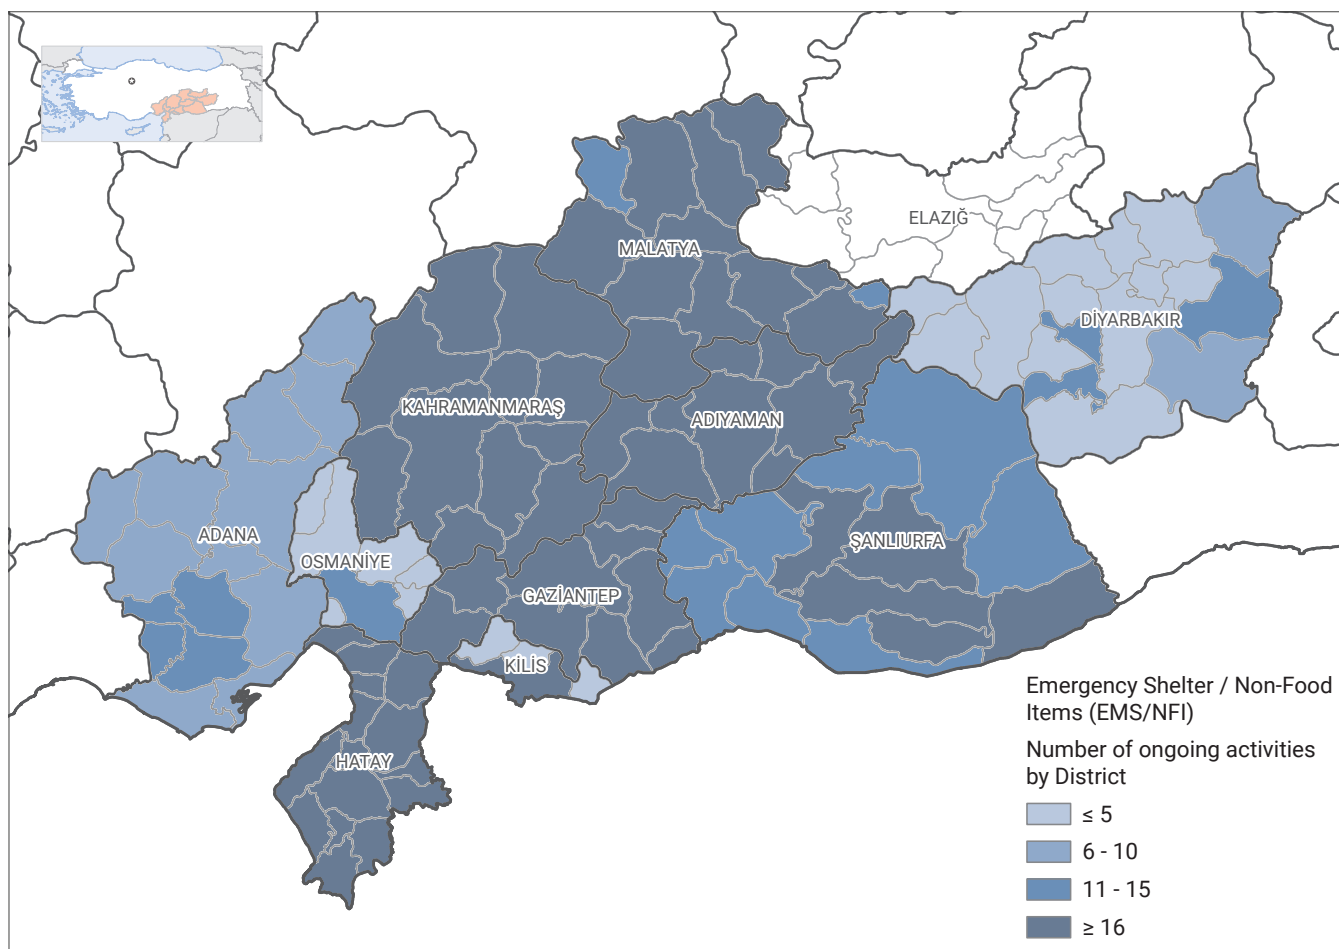 ELAZIĞ
MALATYA
DİYARBAKIR
KAHRAMANMARAŞ
ADIYAMAN
ADANA
OSMANİYE
ŞANLIURFA
GAZİANTEP
KİLİS
HATAY
Emergency Shelter / Non-Food
Items (EMS/NFI)
Number of ongoing activities
by District
≤ 5
6 - 10
11 - 15
≥ 16